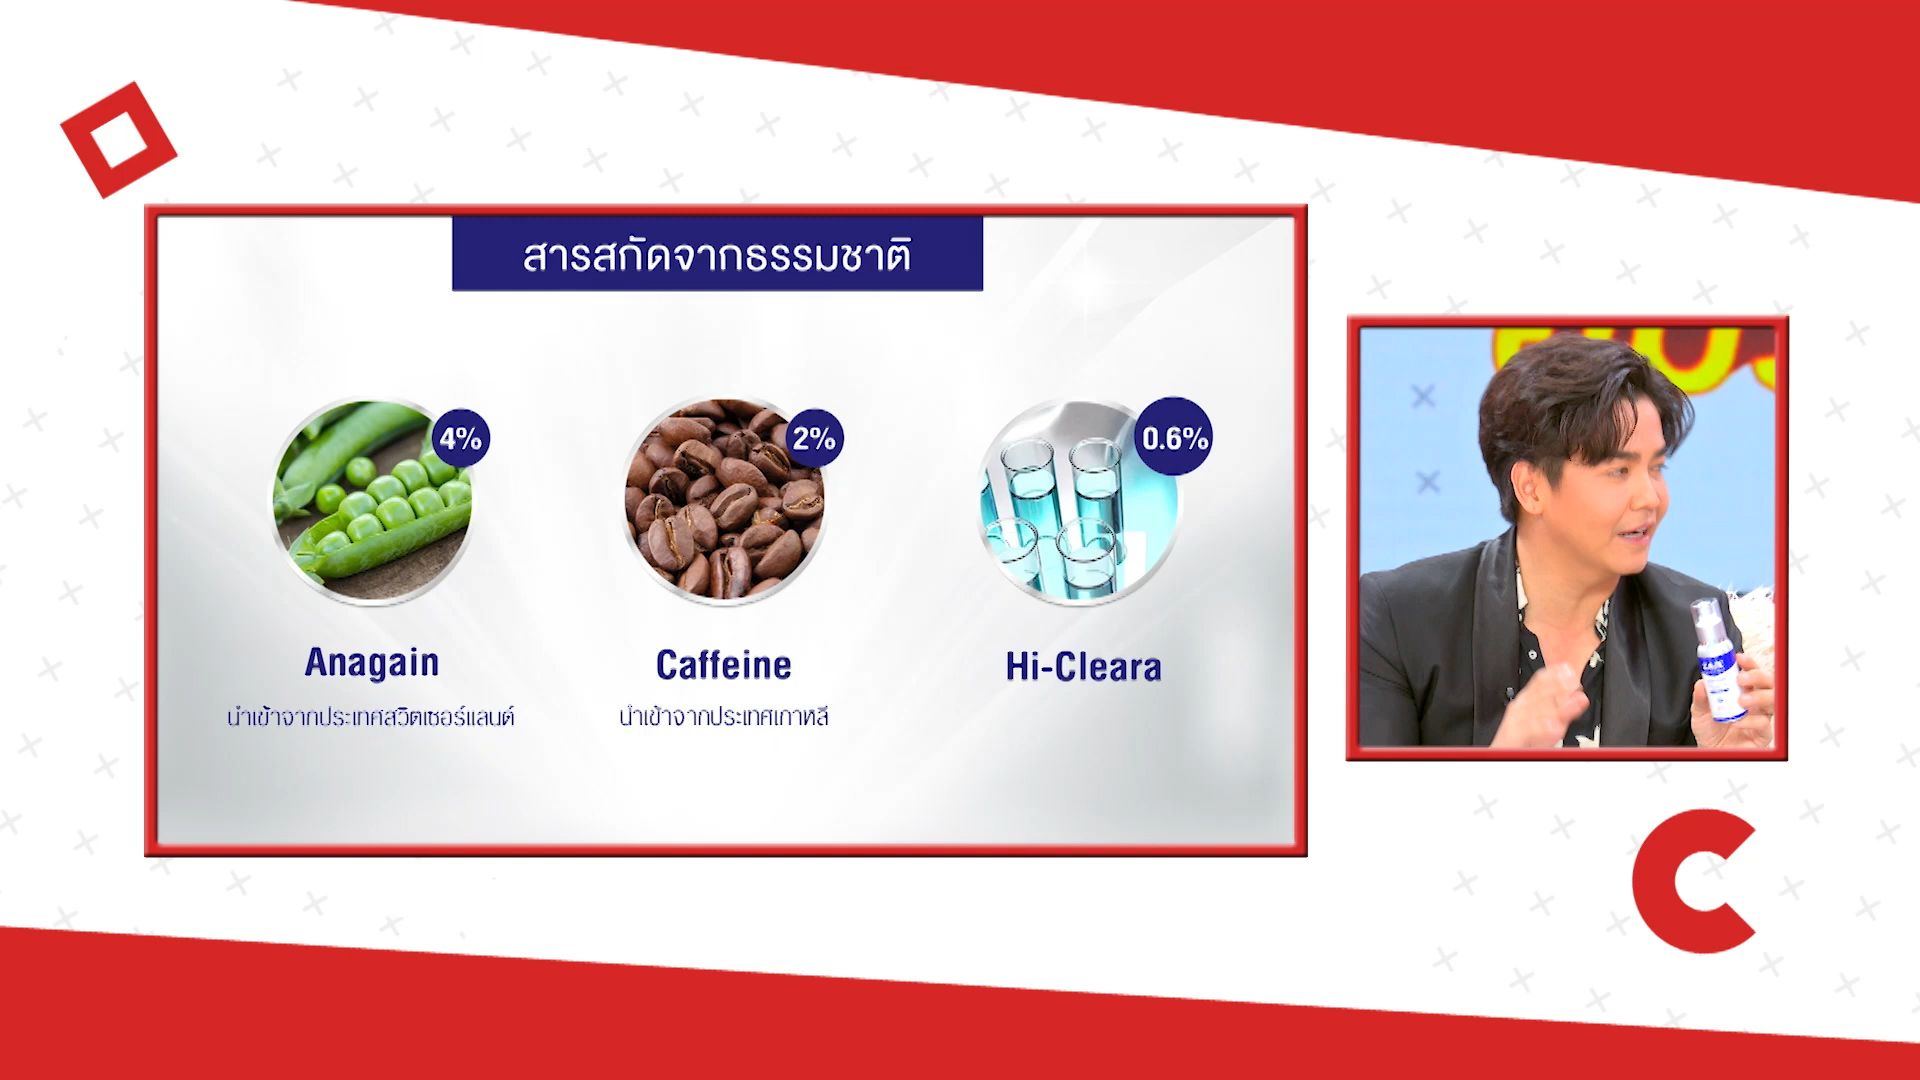 สารสกัดจากธรรมชาติ
4%
2%
0.6%
Anagain
Caffeine
Hi-Cleara
นำเข้าจากประเทศสวิตเซอร์แลนด์
นำเข้าจากประเทศเกาหลี